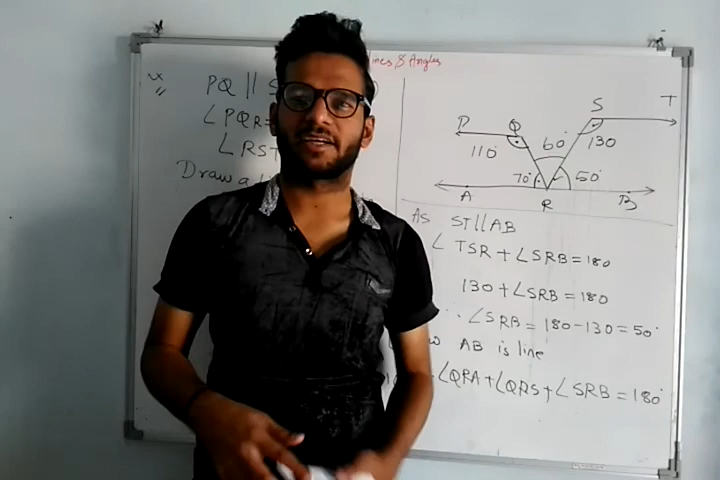 ines & Angles
PQ || S
∠PQR=
∠RST
Draw a l
P Q S T
110° 60° 130
70° 50°
A R B
As ST||AB
∠TSR + ∠SRB = 180
130 + ∠SRB = 180
∴ ∠SRB = 180 - 130 = 50°
w AB is line
∠QRA + ∠QRS + ∠SRB = 180°